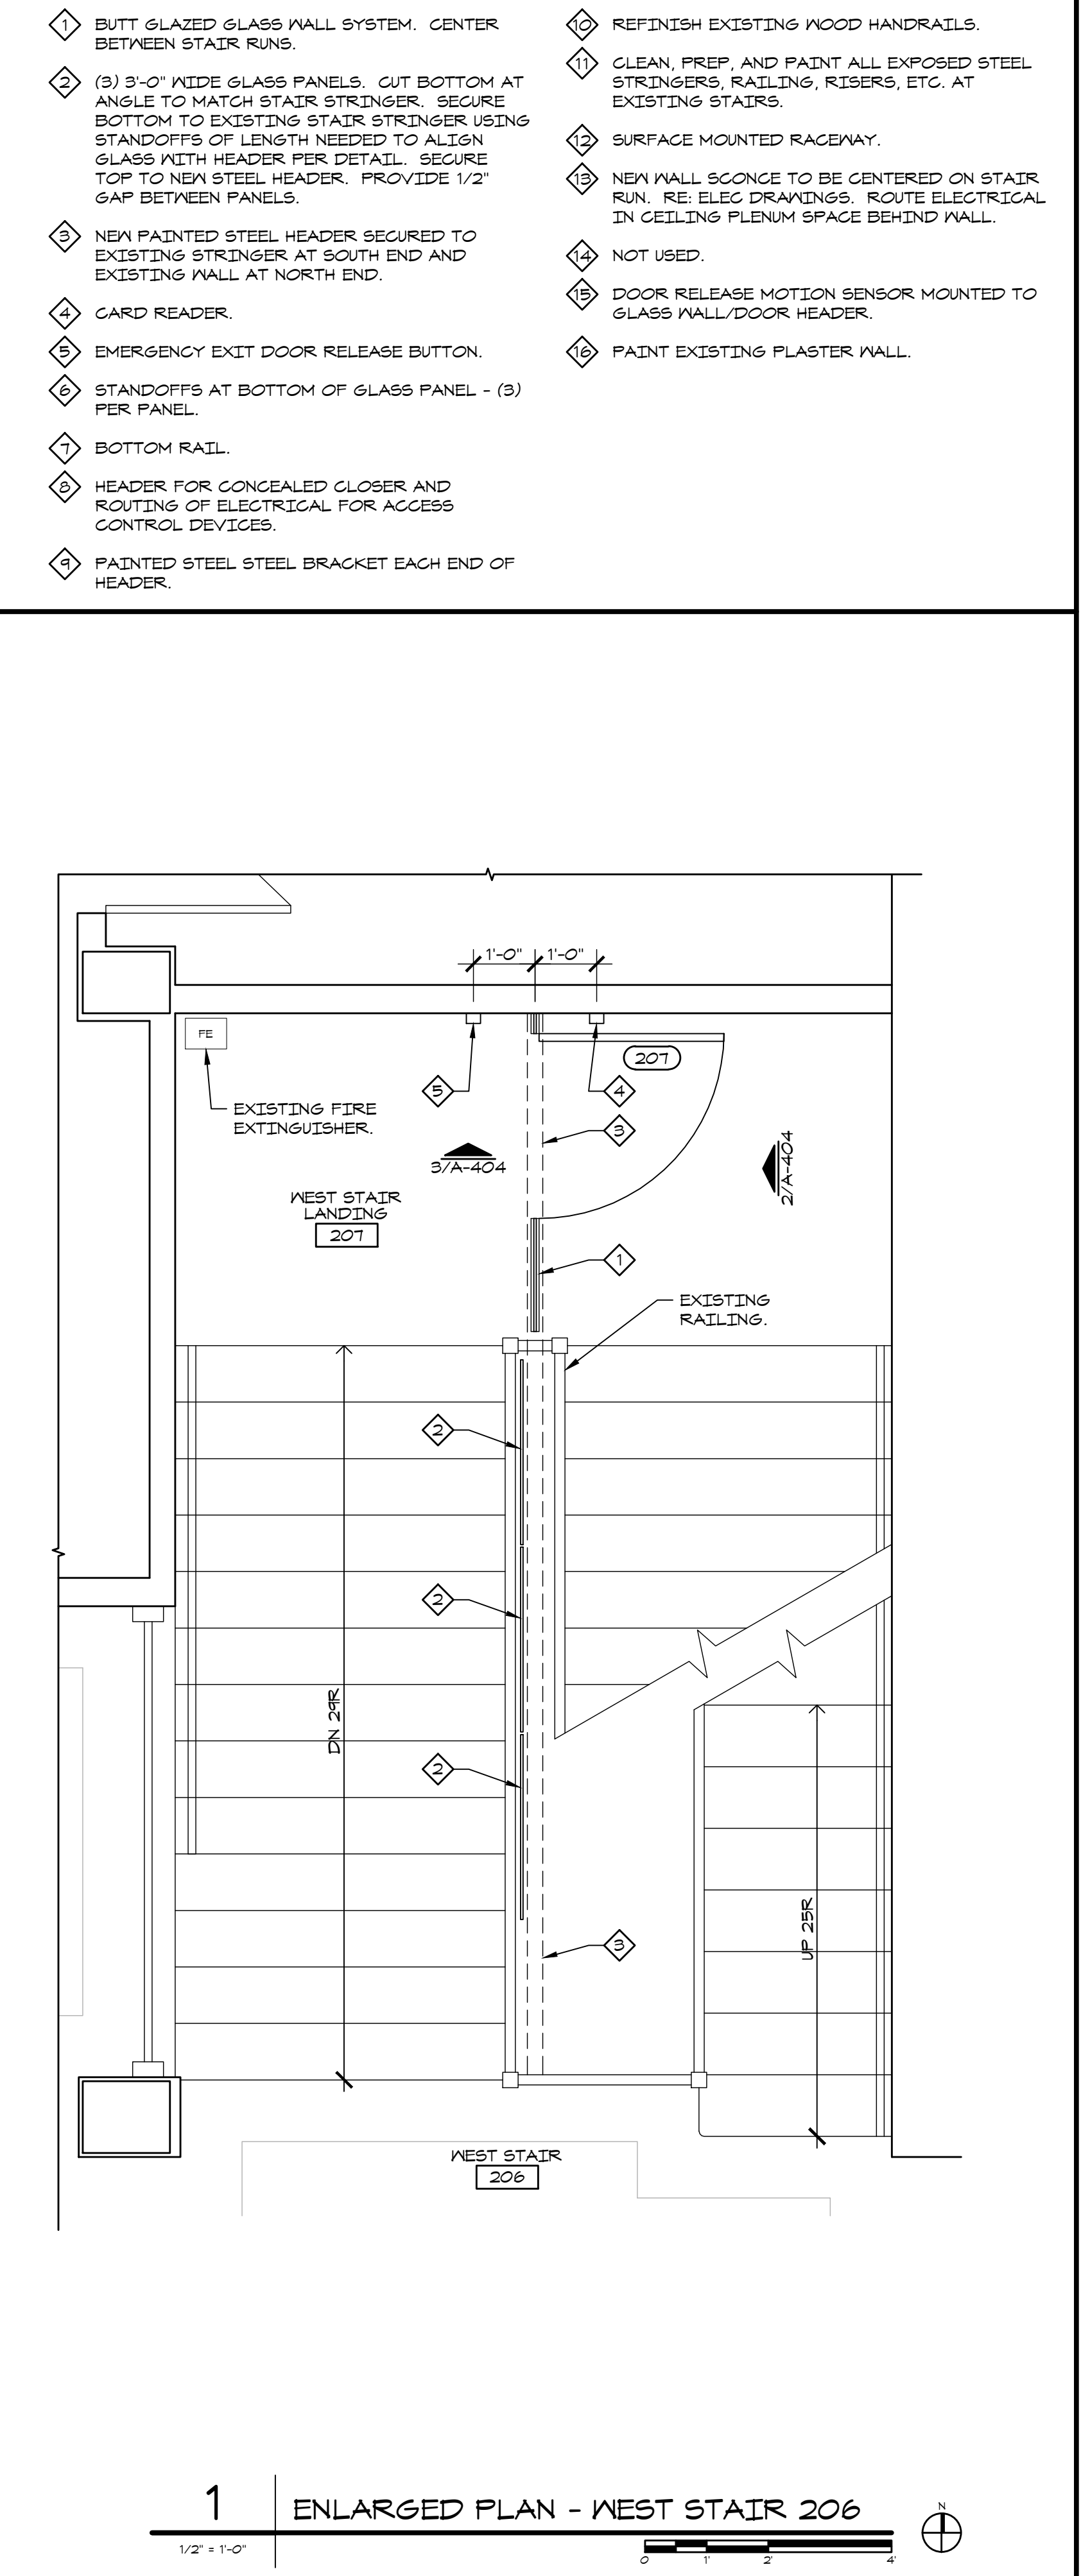 1 BUTT GLAZED GLASS WALL SYSTEM. CENTER
BETWEEN STAIR RUNS.
2 (3) 3'-0" WIDE GLASS PANELS. CUT BOTTOM AT
ANGLE TO MATCH STAIR STRINGER. SECURE
BOTTOM TO EXISTING STAIR STRINGER USING
STANDOFFS OF LENGTH NEEDED TO ALIGN
GLASS WITH HEADER PER DETAIL. SECURE
TOP TO NEW STEEL HEADER. PROVIDE 1/2"
GAP BETWEEN PANELS.
3 NEW PAINTED STEEL HEADER SECURED TO
EXISTING STRINGER AT SOUTH END AND
EXISTING WALL AT NORTH END.
4 CARD READER.
5 EMERGENCY EXIT DOOR RELEASE BUTTON.
6 STANDOFFS AT BOTTOM OF GLASS PANEL - (3)
PER PANEL.
7 BOTTOM RAIL.
8 HEADER FOR CONCEALED CLOSER AND
ROUTING OF ELECTRICAL FOR ACCESS
CONTROL DEVICES.
9 PAINTED STEEL STEEL BRACKET EACH END OF
HEADER.
10 REFINISH EXISTING WOOD HANDRAILS.
11 CLEAN, PREP, AND PAINT ALL EXPOSED STEEL
STRINGERS, RAILING, RISERS, ETC. AT
EXISTING STAIRS.
12 SURFACE MOUNTED RACEWAY.
13 NEW WALL SCONCE TO BE CENTERED ON STAIR
RUN. RE: ELEC DRAWINGS. ROUTE ELECTRICAL
IN CEILING PLENUM SPACE BEHIND WALL.
14 NOT USED.
15 DOOR RELEASE MOTION SENSOR MOUNTED TO
GLASS WALL/DOOR HEADER.
16 PAINT EXISTING PLASTER WALL.
1'-0" 1'-0"
FE
207
5
4
EXISTING FIRE
EXTINGUISHER.
3
3/A-404
2/A-404
WEST STAIR
LANDING
207
1
EXISTING
RAILING.
2
2
DN 29R
2
UP 25R
3
WEST STAIR
206
1
ENLARGED PLAN - WEST STAIR 206
1/2" = 1'-0"
N
0 1' 2' 4'